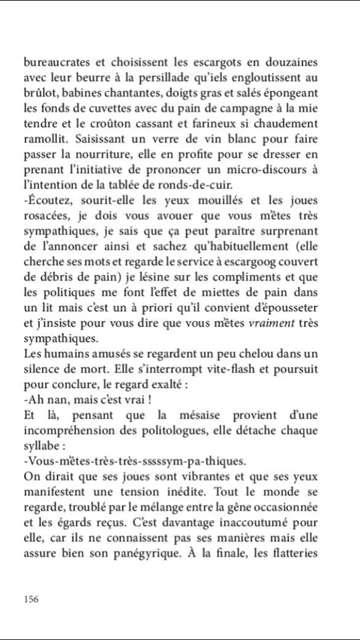 bureaucrates et choisissent les escargots en douzaines
avec leur beurre à la persillade qu'iels engloutissent au
brûlot, babines chantantes, doigts gras et salés épongeant
les fonds de cuvettes avec du pain de campagne à la mie
tendre et le croûton cassant et farineux si chaudement
ramollit. Saisissant un verre de vin blanc pour faire
passer la nourriture, elle en profite pour se dresser en
prenant l'initiative de prononcer un micro-discours à
l'intention de la tablée de ronds-de-cuir.
-Écoutez, sourit-elle les yeux mouillés et les joues
rosacées, je dois vous avouer que vous m'êtes très
sympathiques, je sais que ça peut paraître surprenant
de l'annoncer ainsi et sachez qu'habituellement (elle
cherche ses mots et regarde le service à escargoog couvert
de débris de pain) je lésine sur les compliments et que
les politiques me font l'effet de miettes de pain dans
un lit mais c'est un à priori qu'il convient d'épousseter
et j'insiste pour vous dire que vous m'êtes vraiment très
sympathiques.
Les humains amusés se regardent un peu chelou dans un
silence de mort. Elle s'interrompt vite-flash et poursuit
pour conclure, le regard exalté :
-Ah nan, mais c'est vrai !
Et là, pensant que la mésaise provient d'une
incompréhension des politologues, elle détache chaque
syllabe :
-Vous-m'êtes-très-très-sssssym-pa-thiques.
On dirait que ses joues sont vibrantes et que ses yeux
manifestent une tension inédite. Tout le monde se
regarde, troublé par le mélange entre la gêne occasionnée
et les égards reçus. C'est davantage inaccoutumé pour
elle, car ils ne connaissent pas ses manières mais elle
assure bien son panégyrique. À la finale, les flatteries
156